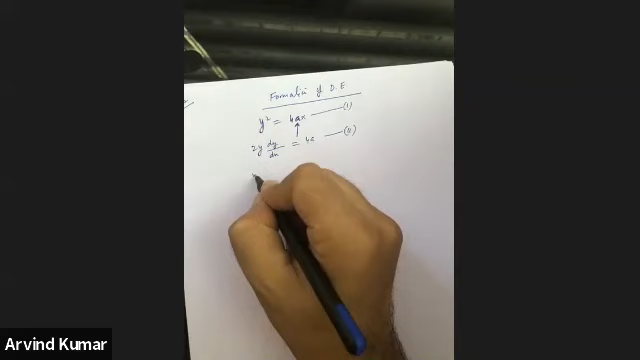 Formation of D.E.
y² = 4ax —(I)
2y dy/dx = 4a —(II)
Arvind Kumar